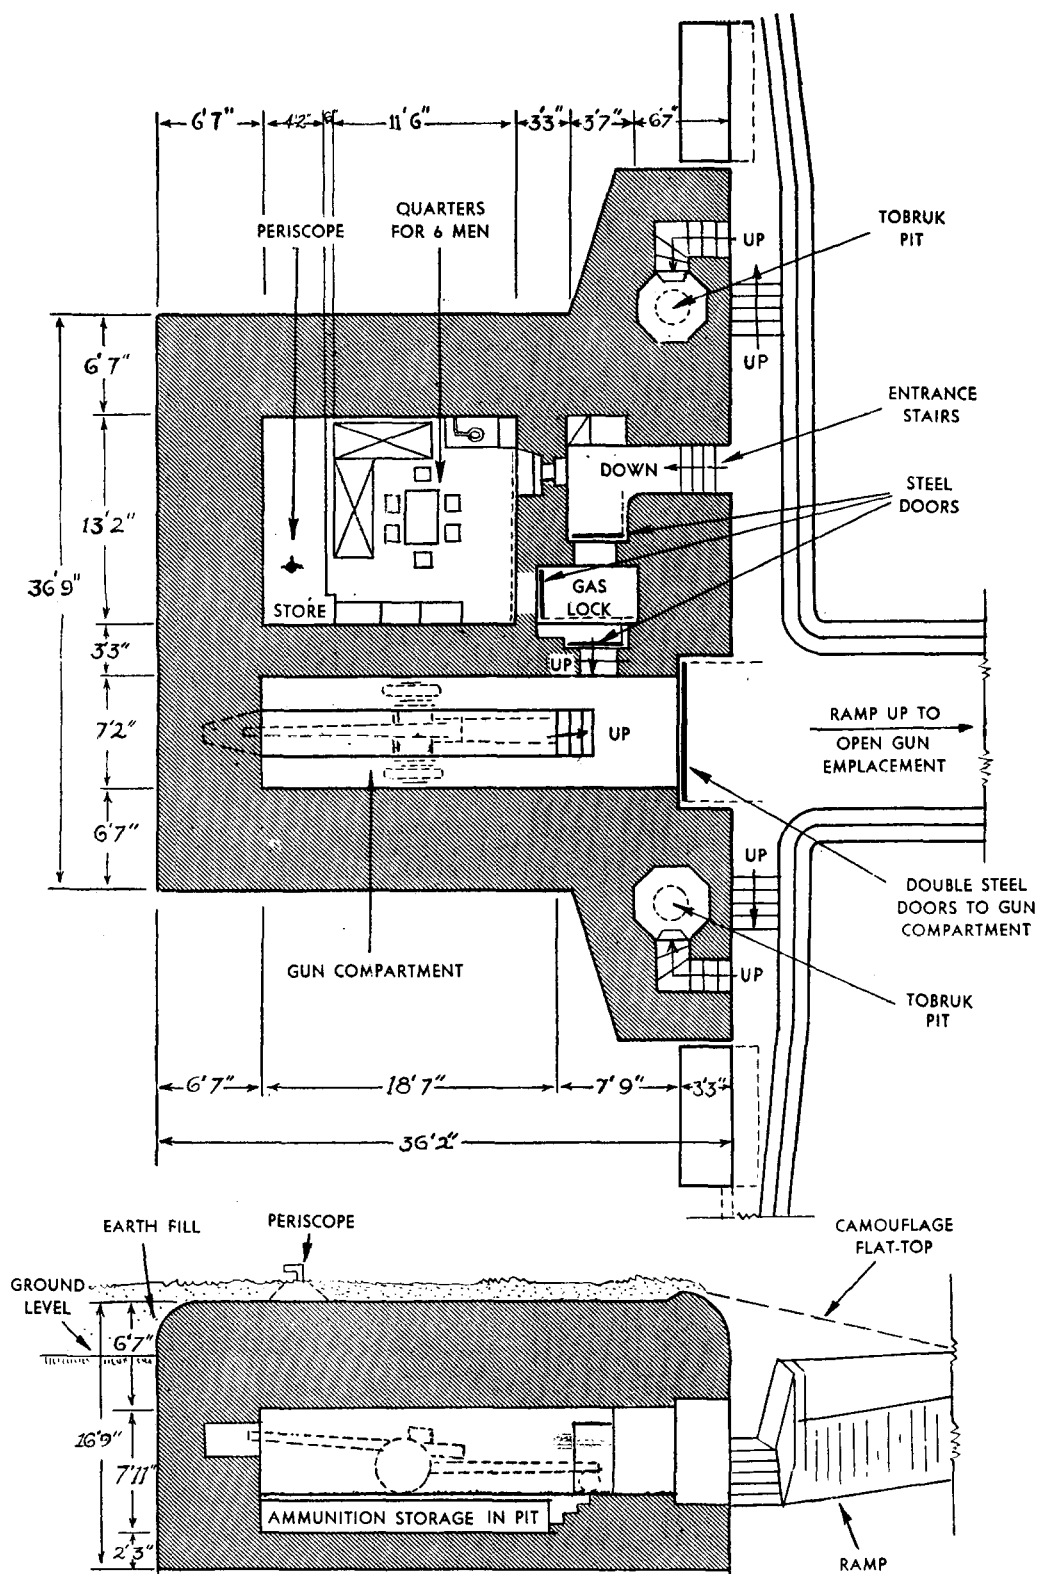 6'7"
4'2"
6"
11'6"
3'3"
3'7"
6'7"
PERISCOPE
QUARTERS
FOR 6 MEN
TOBRUK
PIT
UP
UP
6'7"
ENTRANCE
STAIRS
DOWN
STEEL
DOORS
13'2"
36'9"
GAS
LOCK
STORE
3'3"
UP
7'2"
UP
RAMP UP TO
OPEN GUN
EMPLACEMENT
6'7"
UP
DOUBLE STEEL
DOORS TO GUN
COMPARTMENT
GUN COMPARTMENT
UP
TOBRUK
PIT
6'7"
18'7"
7'9"
3'3"
36'2"
EARTH FILL
PERISCOPE
CAMOUFLAGE
FLAT-TOP
GROUND
LEVEL
6'7"
16'9"
7'11"
AMMUNITION STORAGE IN PIT
2'3"
RAMP